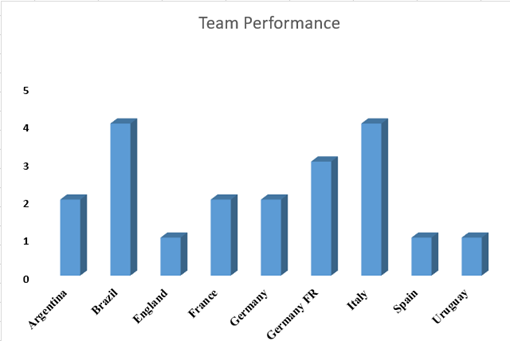 Team Performance
5
4
3
2
1
0
Argentina
Brazil
England
France
Germany
Germany FR
Italy
Spain
Uruguay